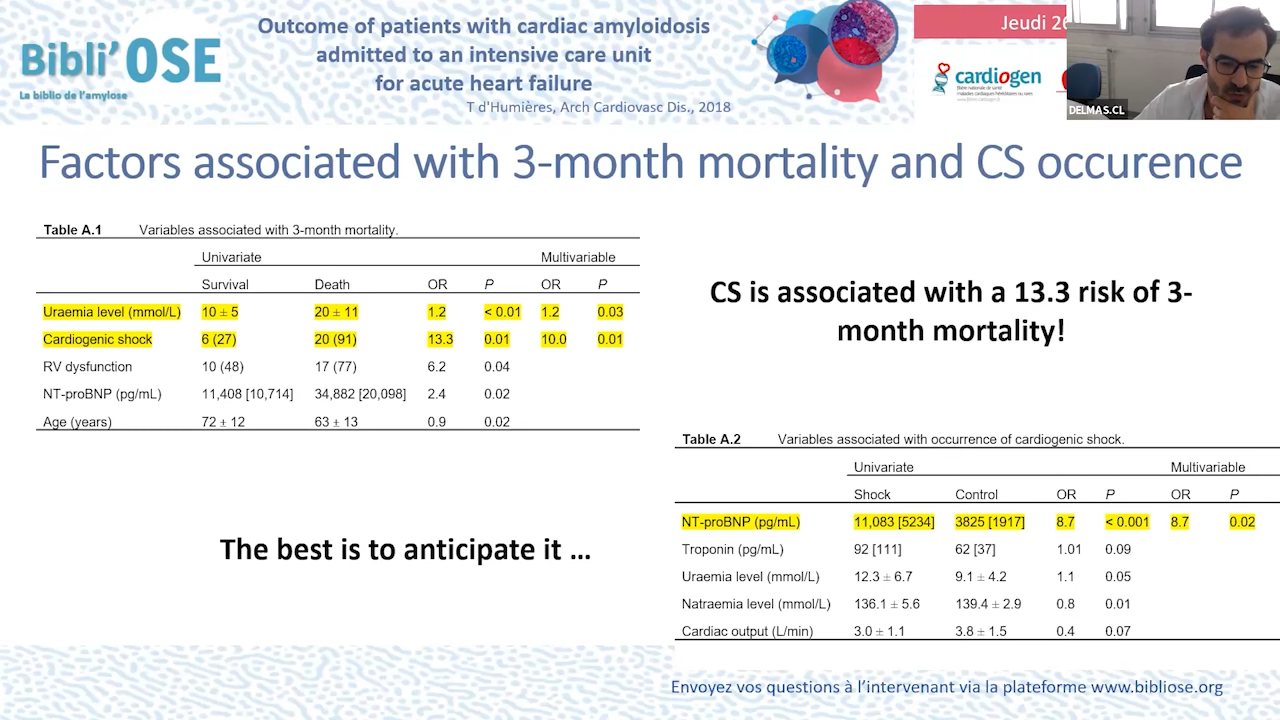 Bibli'OSE
La biblio de l'amylose
Outcome of patients with cardiac amyloidosis
admitted to an intensive care unit
for acute heart failure
T d'Humières, Arch Cardiovasc Dis., 2018
Jeudi 26
cardiogen
filière nationale de santé
maladies cardiaques héréditaires ou rares
DELMAS.CL
Factors associated with 3-month mortality and CS occurence
Table A.1 Variables associated with 3-month mortality.
Univariate Multivariable
Survival Death OR P OR P
Uraemia level (mmol/L) 10 ± 5 20 ± 11 1.2 < 0.01 1.2 0.03
Cardiogenic shock 6 (27) 20 (91) 13.3 0.01 10.0 0.01
RV dysfunction 10 (48) 17 (77) 6.2 0.04
NT-proBNP (pg/mL) 11,408 [10,714] 34,882 [20,098] 2.4 0.02
Age (years) 72 ± 12 63 ± 13 0.9 0.02
CS is associated with a 13.3 risk of 3-
month mortality!
The best is to anticipate it ...
Table A.2 Variables associated with occurrence of cardiogenic shock.
Univariate Multivariable
Shock Control OR P OR P
NT-proBNP (pg/mL) 11,083 [5234] 3825 [1917] 8.7 < 0.001 8.7 0.02
Troponin (pg/mL) 92 [111] 62 [37] 1.01 0.09
Uraemia level (mmol/L) 12.3 ± 6.7 9.1 ± 4.2 1.1 0.05
Natraemia level (mmol/L) 136.1 ± 5.6 139.4 ± 2.9 0.8 0.01
Cardiac output (L/min) 3.0 ± 1.1 3.8 ± 1.5 0.4 0.07
Envoyez vos questions à l'intervenant via la plateforme www.bibliose.org